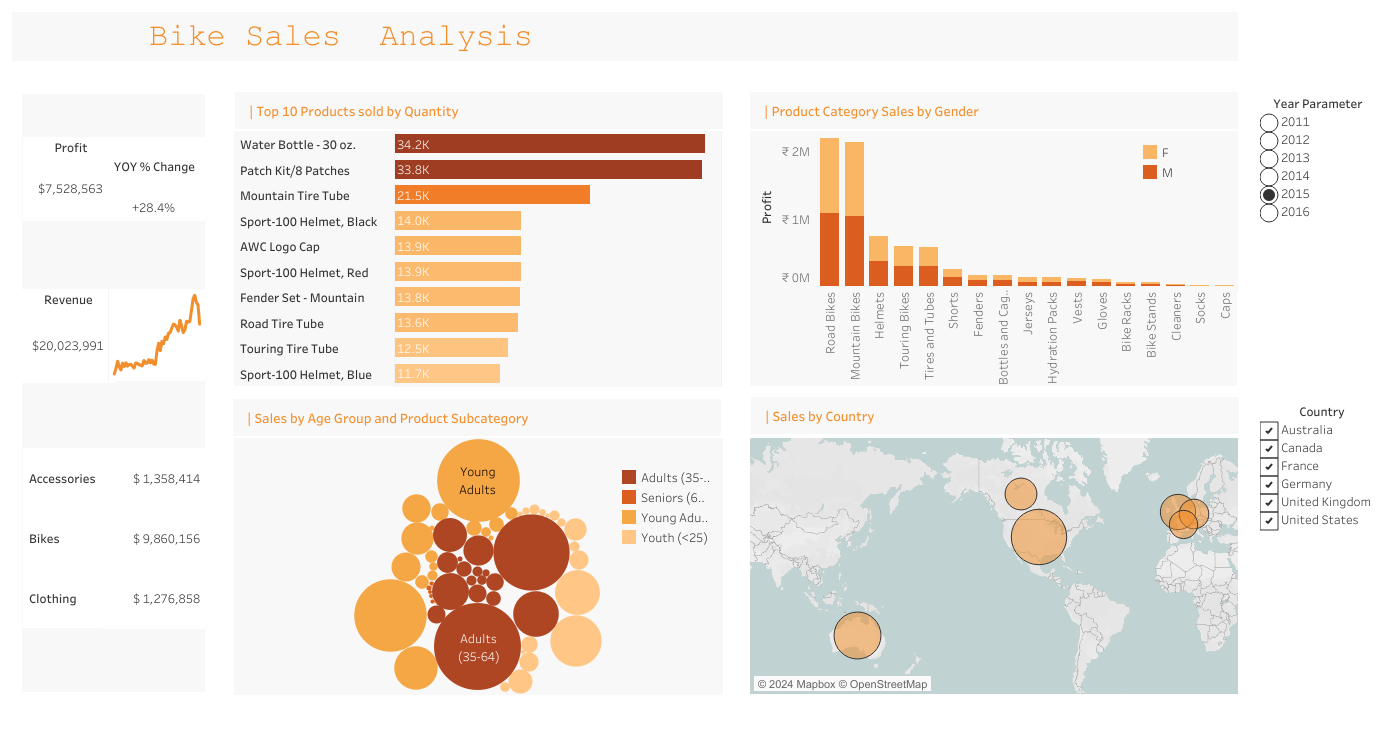 Bike Sales  Analysis
Profit
YOY % Change
$7,528,563
+28.4%
Revenue
$20,023,991
Accessories $ 1,358,414
Bikes $ 9,860,156
Clothing $ 1,276,858
| Top 10 Products sold by Quantity
Water Bottle - 30 oz. 34.2K
Patch Kit/8 Patches 33.8K
Mountain Tire Tube 21.5K
Sport-100 Helmet, Black 14.0K
AWC Logo Cap 13.9K
Sport-100 Helmet, Red 13.9K
Fender Set - Mountain 13.8K
Road Tire Tube 13.6K
Touring Tire Tube 12.5K
Sport-100 Helmet, Blue 11.7K
| Product Category Sales by Gender
Profit
₹ 2M
₹ 1M
₹ 0M
F
M
Road Bikes
Mountain Bikes
Helmets
Touring Bikes
Tires and Tubes
Shorts
Fenders
Bottles and Cag..
Jerseys
Hydration Packs
Vests
Gloves
Bike Racks
Bike Stands
Cleaners
Socks
Caps
Year Parameter
2011
2012
2013
2014
2015
2016
| Sales by Age Group and Product Subcategory
Young
Adults
Adults
(35-64)
Adults (35-..
Seniors (6..
Young Adu..
Youth (<25)
| Sales by Country
© 2024 Mapbox © OpenStreetMap
Country
Australia
Canada
France
Germany
United Kingdom
United States